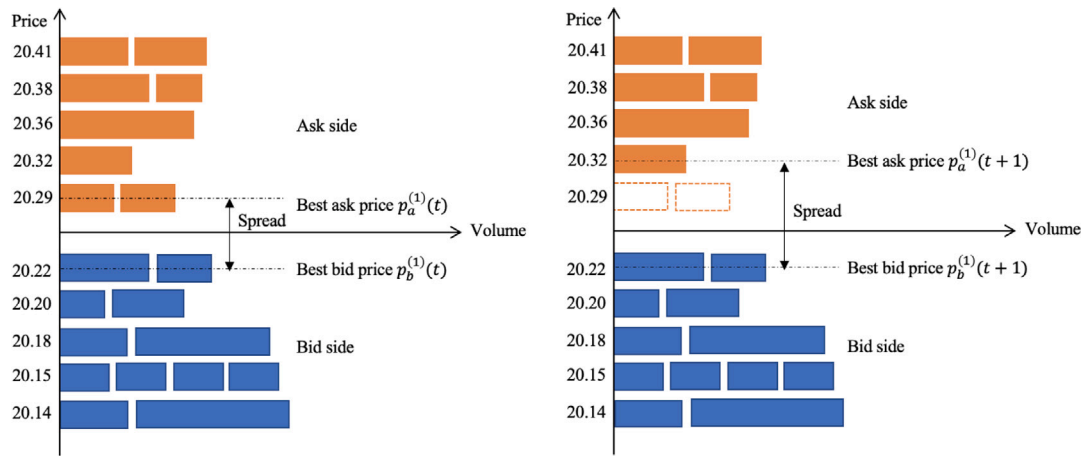 Price
20.41
20.38
20.36
Ask side
20.32
20.29
Best ask price p_a^{(1)}(t)
Spread
Volume
20.22
Best bid price p_b^{(1)}(t)
20.20
20.18
Bid side
20.15
20.14
Price
20.41
20.38
Ask side
20.36
20.32
Best ask price p_a^{(1)}(t + 1)
20.29
Spread
Volume
20.22
Best bid price p_b^{(1)}(t + 1)
20.20
20.18
Bid side
20.15
20.14